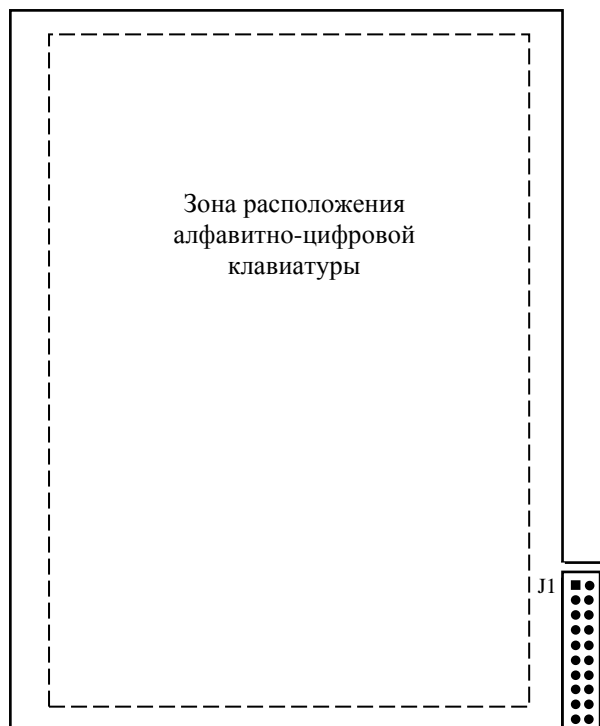 Зона расположения
алфавитно-цифровой
клавиатуры
J1